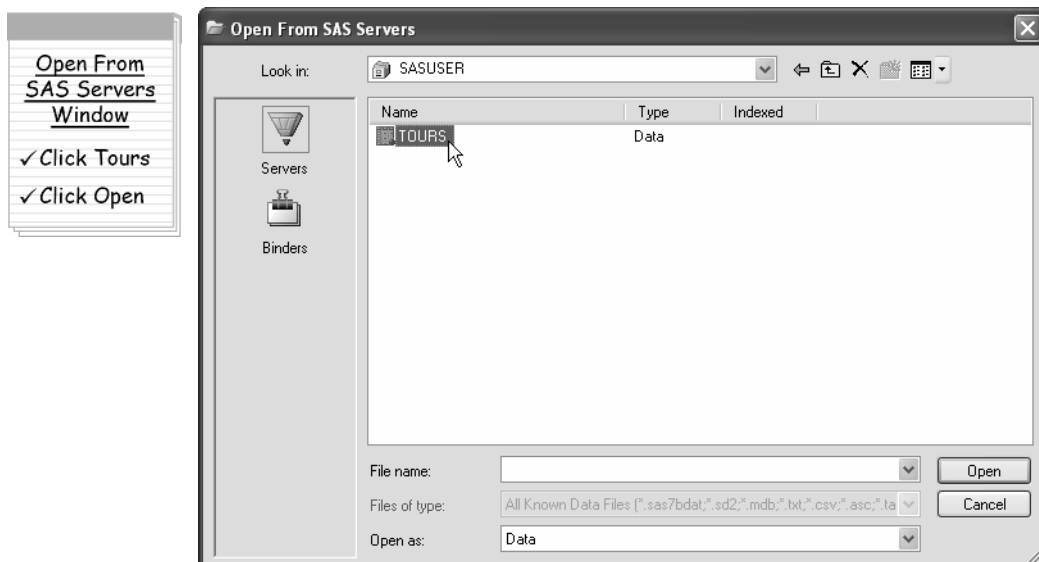 Open From
SAS Servers
Window
✓ Click Tours
✓ Click Open
Open From SAS Servers
Look in:
SASUSER
Name Type Indexed
TOURS Data
Servers
Binders
File name:
Open
Files of type: All Known Data Files (*.sas7bdat;*.sd2;*.mdb;*.txt;*.csv;*.asc;*.ta
Cancel
Open as: Data